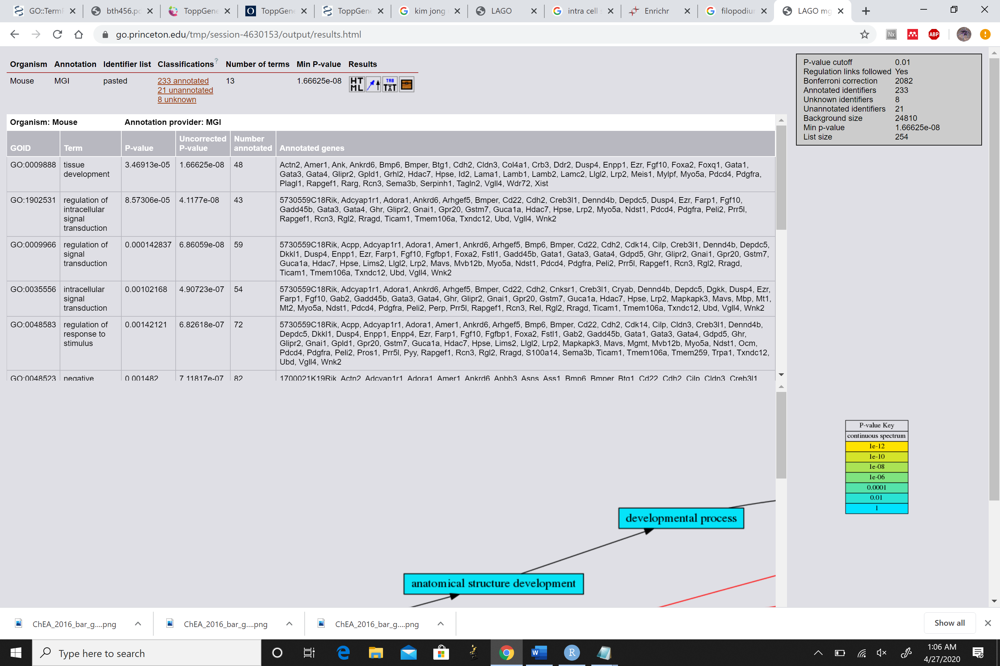 GO::TermF
bth456.pc
ToppGene
ToppGene
ToppGene
kim jong
LAGO
intra cell s
Enrichr
filopodium
LAGO mg
go.princeton.edu/tmp/session-4630153/output/results.html
Nx
ABP
Organism Annotation Identifier list Classifications? Number of terms Min P-value Results
Mouse MGI pasted 233 annotated 13 1.66625e-08 HTML TAB TXT
21 unannotated
8 unknown
P-value cutoff 0.01
Regulation links followed Yes
Bonferroni correction 2082
Annotated identifiers 233
Unknown identifiers 8
Unannotated identifiers 21
Background size 24810
Min p-value 1.66625e-08
List size 254
Organism: Mouse Annotation provider: MGI
GOID Term P-value Uncorrected P-value Number annotated Annotated genes
GO:0009888 tissue development 3.46913e-05 1.66625e-08 48
Actn2, Amer1, Ank, Ankrd6, Bmp6, Bmper, Btg1, Cdh2, Cldn3, Col4a1, Crb3, Ddr2, Dusp4, Enpp1, Ezr, Fgf10, Foxa2, Foxq1, Gata1,
Gata3, Gata4, Glipr2, Gpld1, Grhl2, Hdac7, Hpse, Id2, Lama1, Lamb1, Lamb2, Lamc2, Llgl2, Lrp2, Meis1, Mylpf, Myo5a, Pdcd4, Pdgfra,
Plagl1, Rapgef1, Rarg, Rcn3, Sema3b, Serpinh1, Tagln2, Vgll4, Wdr72, Xist
GO:1902531 regulation of intracellular signal transduction 8.57306e-05 4.1177e-08 43
5730559C18Rik, Adcyap1r1, Adora1, Ankrd6, Arhgef5, Bmper, Cd22, Cdh2, Creb3l1, Dennd4b, Depdc5, Dusp4, Ezr, Farp1, Fgf10,
Gadd45b, Gata3, Gata4, Ghr, Glipr2, Gnai1, Gpr20, Gstm7, Guca1a, Hdac7, Hpse, Lrp2, Myo5a, Ndst1, Pdcd4, Pdgfra, Peli2, Prr5l,
Rapgef1, Rcn3, Rgl2, Rragd, Ticam1, Tmem106a, Txndc12, Ubd, Vgll4, Wnk2
GO:0009966 regulation of signal transduction 0.000142837 6.86059e-08 59
5730559C18Rik, Acpp, Adcyap1r1, Adora1, Amer1, Ankrd6, Arhgef5, Bmp6, Bmper, Cd22, Cdh2, Cdk14, Cilp, Creb3l1, Dennd4b, Depdc5,
Dkkl1, Dusp4, Enpp1, Ezr, Farp1, Fgf10, Fgfbp1, Foxa2, Fstl1, Gadd45b, Gata1, Gata3, Gata4, Gdpd5, Ghr, Glipr2, Gnai1, Gpr20, Gstm7,
Guca1a, Hdac7, Hpse, Lims2, Llgl2, Lrp2, Mavs, Mvb12b, Myo5a, Ndst1, Pdcd4, Pdgfra, Peli2, Prr5l, Rapgef1, Rcn3, Rgl2, Rragd,
Ticam1, Tmem106a, Txndc12, Ubd, Vgll4, Wnk2
GO:0035556 intracellular signal transduction 0.00102168 4.90723e-07 54
5730559C18Rik, Adcyap1r1, Adora1, Ankrd6, Arhgef5, Bmper, Cd22, Cdh2, Cnksr1, Creb3l1, Cryab, Dennd4b, Depdc5, Dgkk, Dusp4, Ezr,
Farp1, Fgf10, Gab2, Gadd45b, Gata3, Gata4, Ghr, Glipr2, Gnai1, Gpr20, Gstm7, Guca1a, Hdac7, Hpse, Lrp2, Mapkapk3, Mavs, Mbp, Mt1,
Mt2, Myo5a, Ndst1, Pdcd4, Pdgfra, Peli2, Perp, Prr5l, Rapgef1, Rcn3, Rel, Rgl2, Rragd, Ticam1, Tmem106a, Txndc12, Ubd, Vgll4, Wnk2
GO:0048583 regulation of response to stimulus 0.00142121 6.82618e-07 72
5730559C18Rik, Acpp, Adcyap1r1, Adora1, Amer1, Ankrd6, Arhgef5, Bmp6, Bmper, Cd22, Cdh2, Cdk14, Cilp, Cldn3, Creb3l1, Dennd4b,
Depdc5, Dkkl1, Dusp4, Enpp1, Enpp4, Ezr, Farp1, Fgf10, Fgfbp1, Foxa2, Fstl1, Gab2, Gadd45b, Gata1, Gata3, Gata4, Gdpd5, Ghr,
Glipr2, Gnai1, Gpld1, Gpr20, Gstm7, Guca1a, Hdac7, Hpse, Lims2, Llgl2, Lrp2, Mapkapk3, Mavs, Mgmt, Mvb12b, Myo5a, Ndst1, Ocm,
Pdcd4, Pdgfra, Peli2, Pros1, Prr5l, Pyy, Rapgef1, Rcn3, Rgl2, Rragd, S100a14, Sema3b, Ticam1, Tmem106a, Tmem259, Trpa1, Txndc12,
Ubd, Vgll4, Wnk2
GO:0048523 negative 0.001482 7.11817e-07 82 1700021K19Rik, Actn2, Adcyap1r1, Adora1, Amer1, Ankrd6, Apbb3, Asns, Ass1, Bmp6, Bmper, Btg1, Cd22, Cdh2, Cilp, Cldn3, Creb3l1
P-value Key
continuous spectrum
1e-12
1e-10
1e-08
1e-06
0.0001
0.01
1
developmental process
anatomical structure development
ChEA_2016_bar_g....png
ChEA_2016_bar_g....png
ChEA_2016_bar_g....png
Show all
Type here to search
1:06 AM
4/27/2020